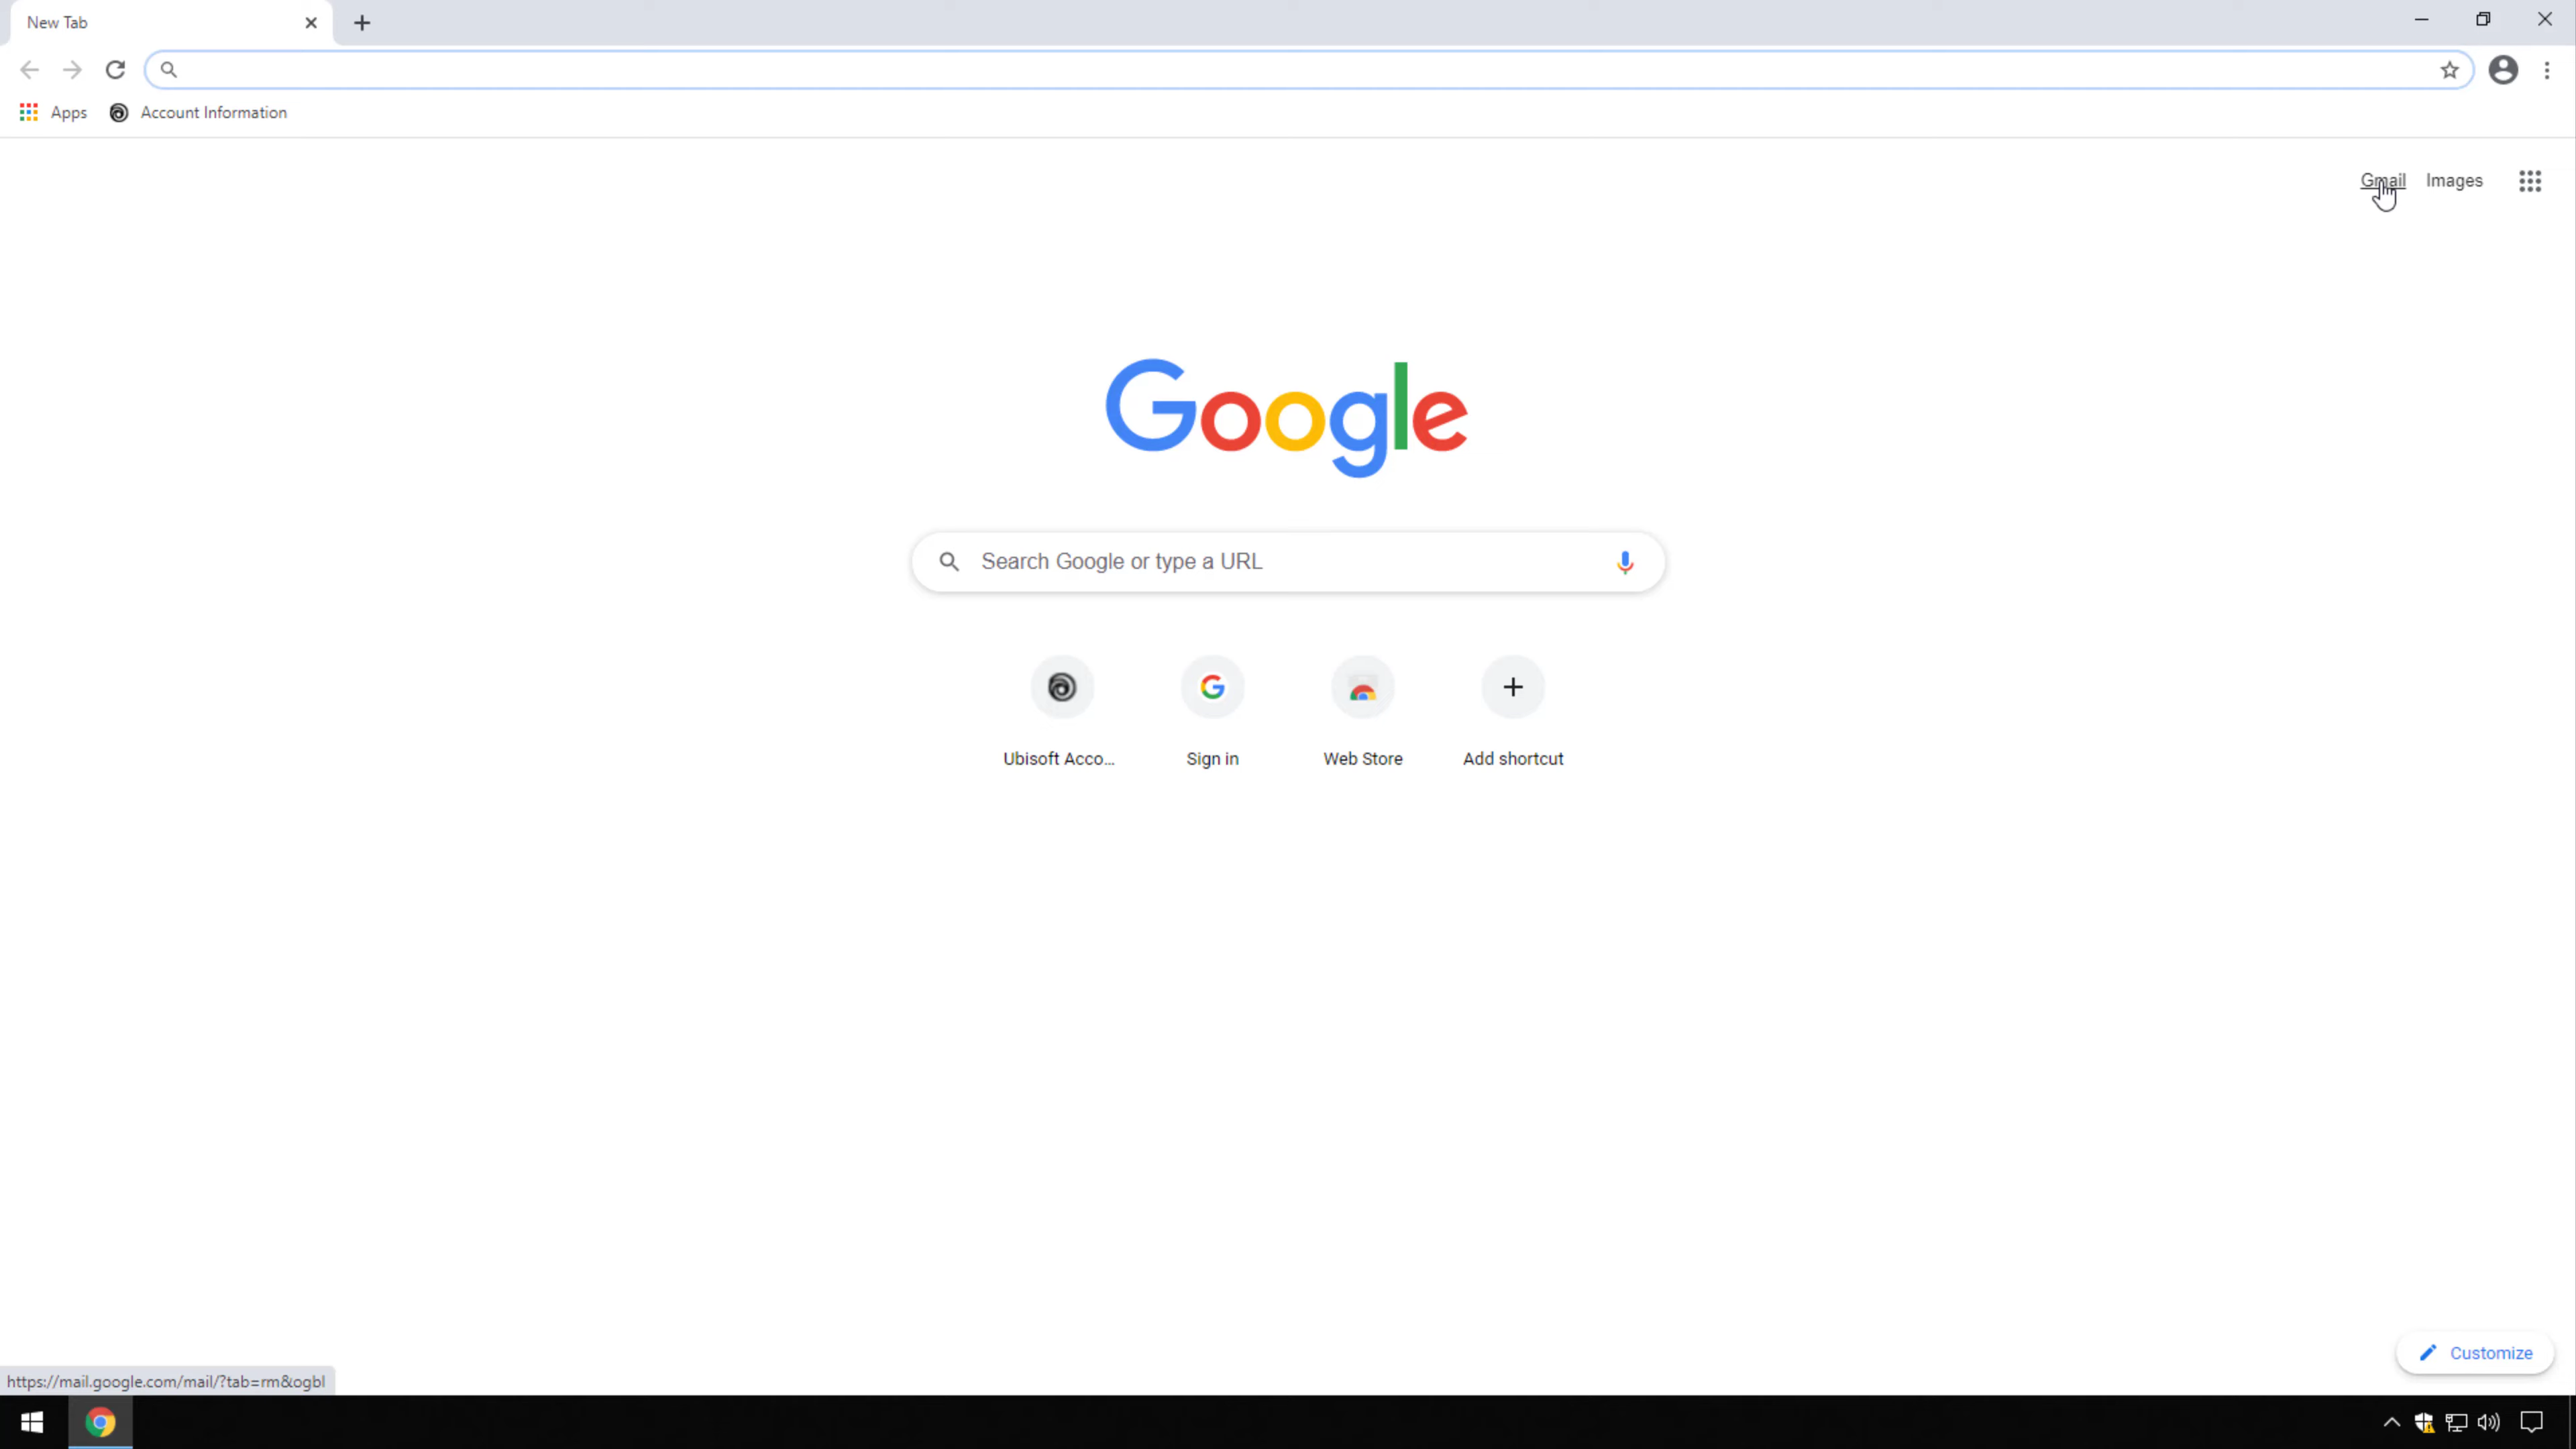 New Tab
Apps
Account Information
Gmail
Images
Google
Search Google or type a URL
Ubisoft Acco...
Sign in
Web Store
Add shortcut
Customize
https://mail.google.com/mail/?tab=rm&ogbl